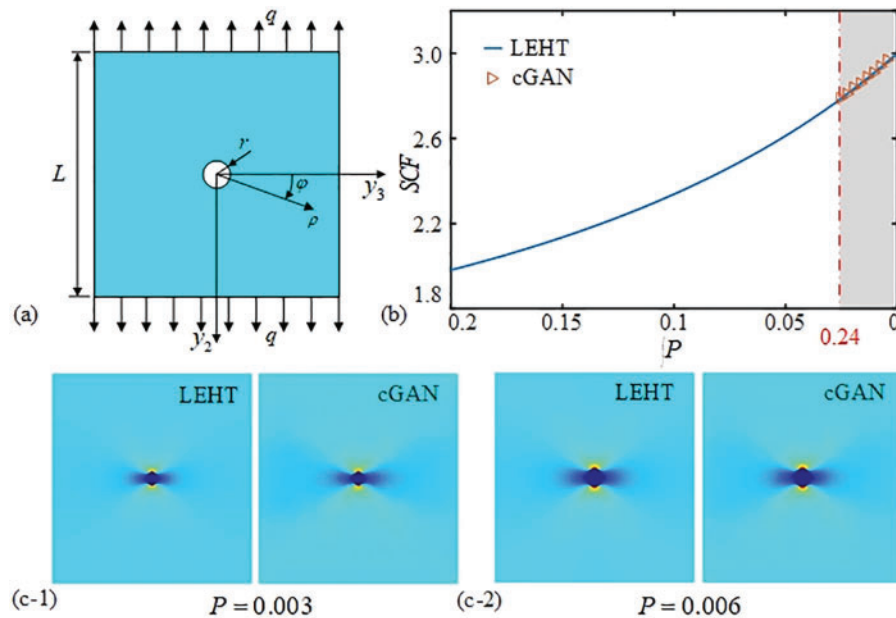 q
L
r
φ
y3
ρ
(a)
q
y2
LEHT
cGAN
SCF
3.0
2.6
2.2
1.8
0.2
0.15
0.1
0.05
0
0.24
P
(b)
LEHT
cGAN
LEHT
cGAN
(c-1)
P = 0.003
(c-2)
P = 0.006